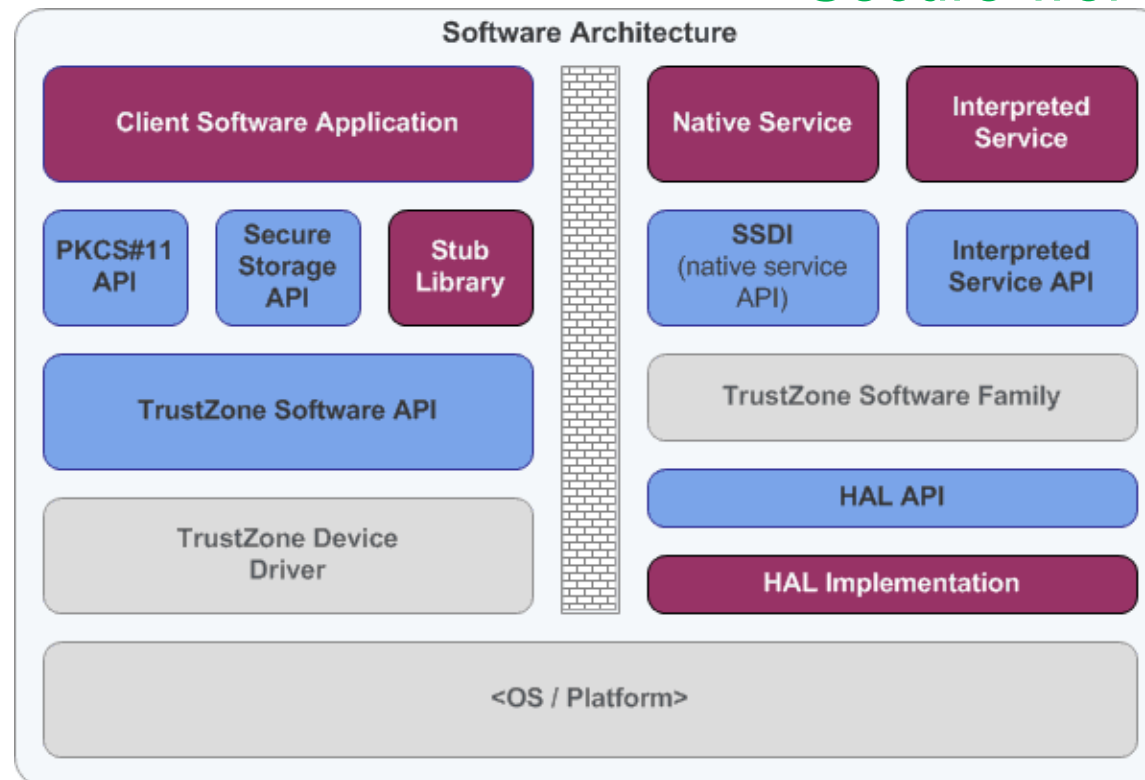 Software Architecture
Client Software Application
Native Service
Interpreted
Service
PKCS#11
API
Secure
Storage
API
Stub
Library
SSDI
(native service
API)
Interpreted
Service API
TrustZone Software API
TrustZone Software Family
HAL API
TrustZone Device
Driver
HAL Implementation
<OS / Platform>